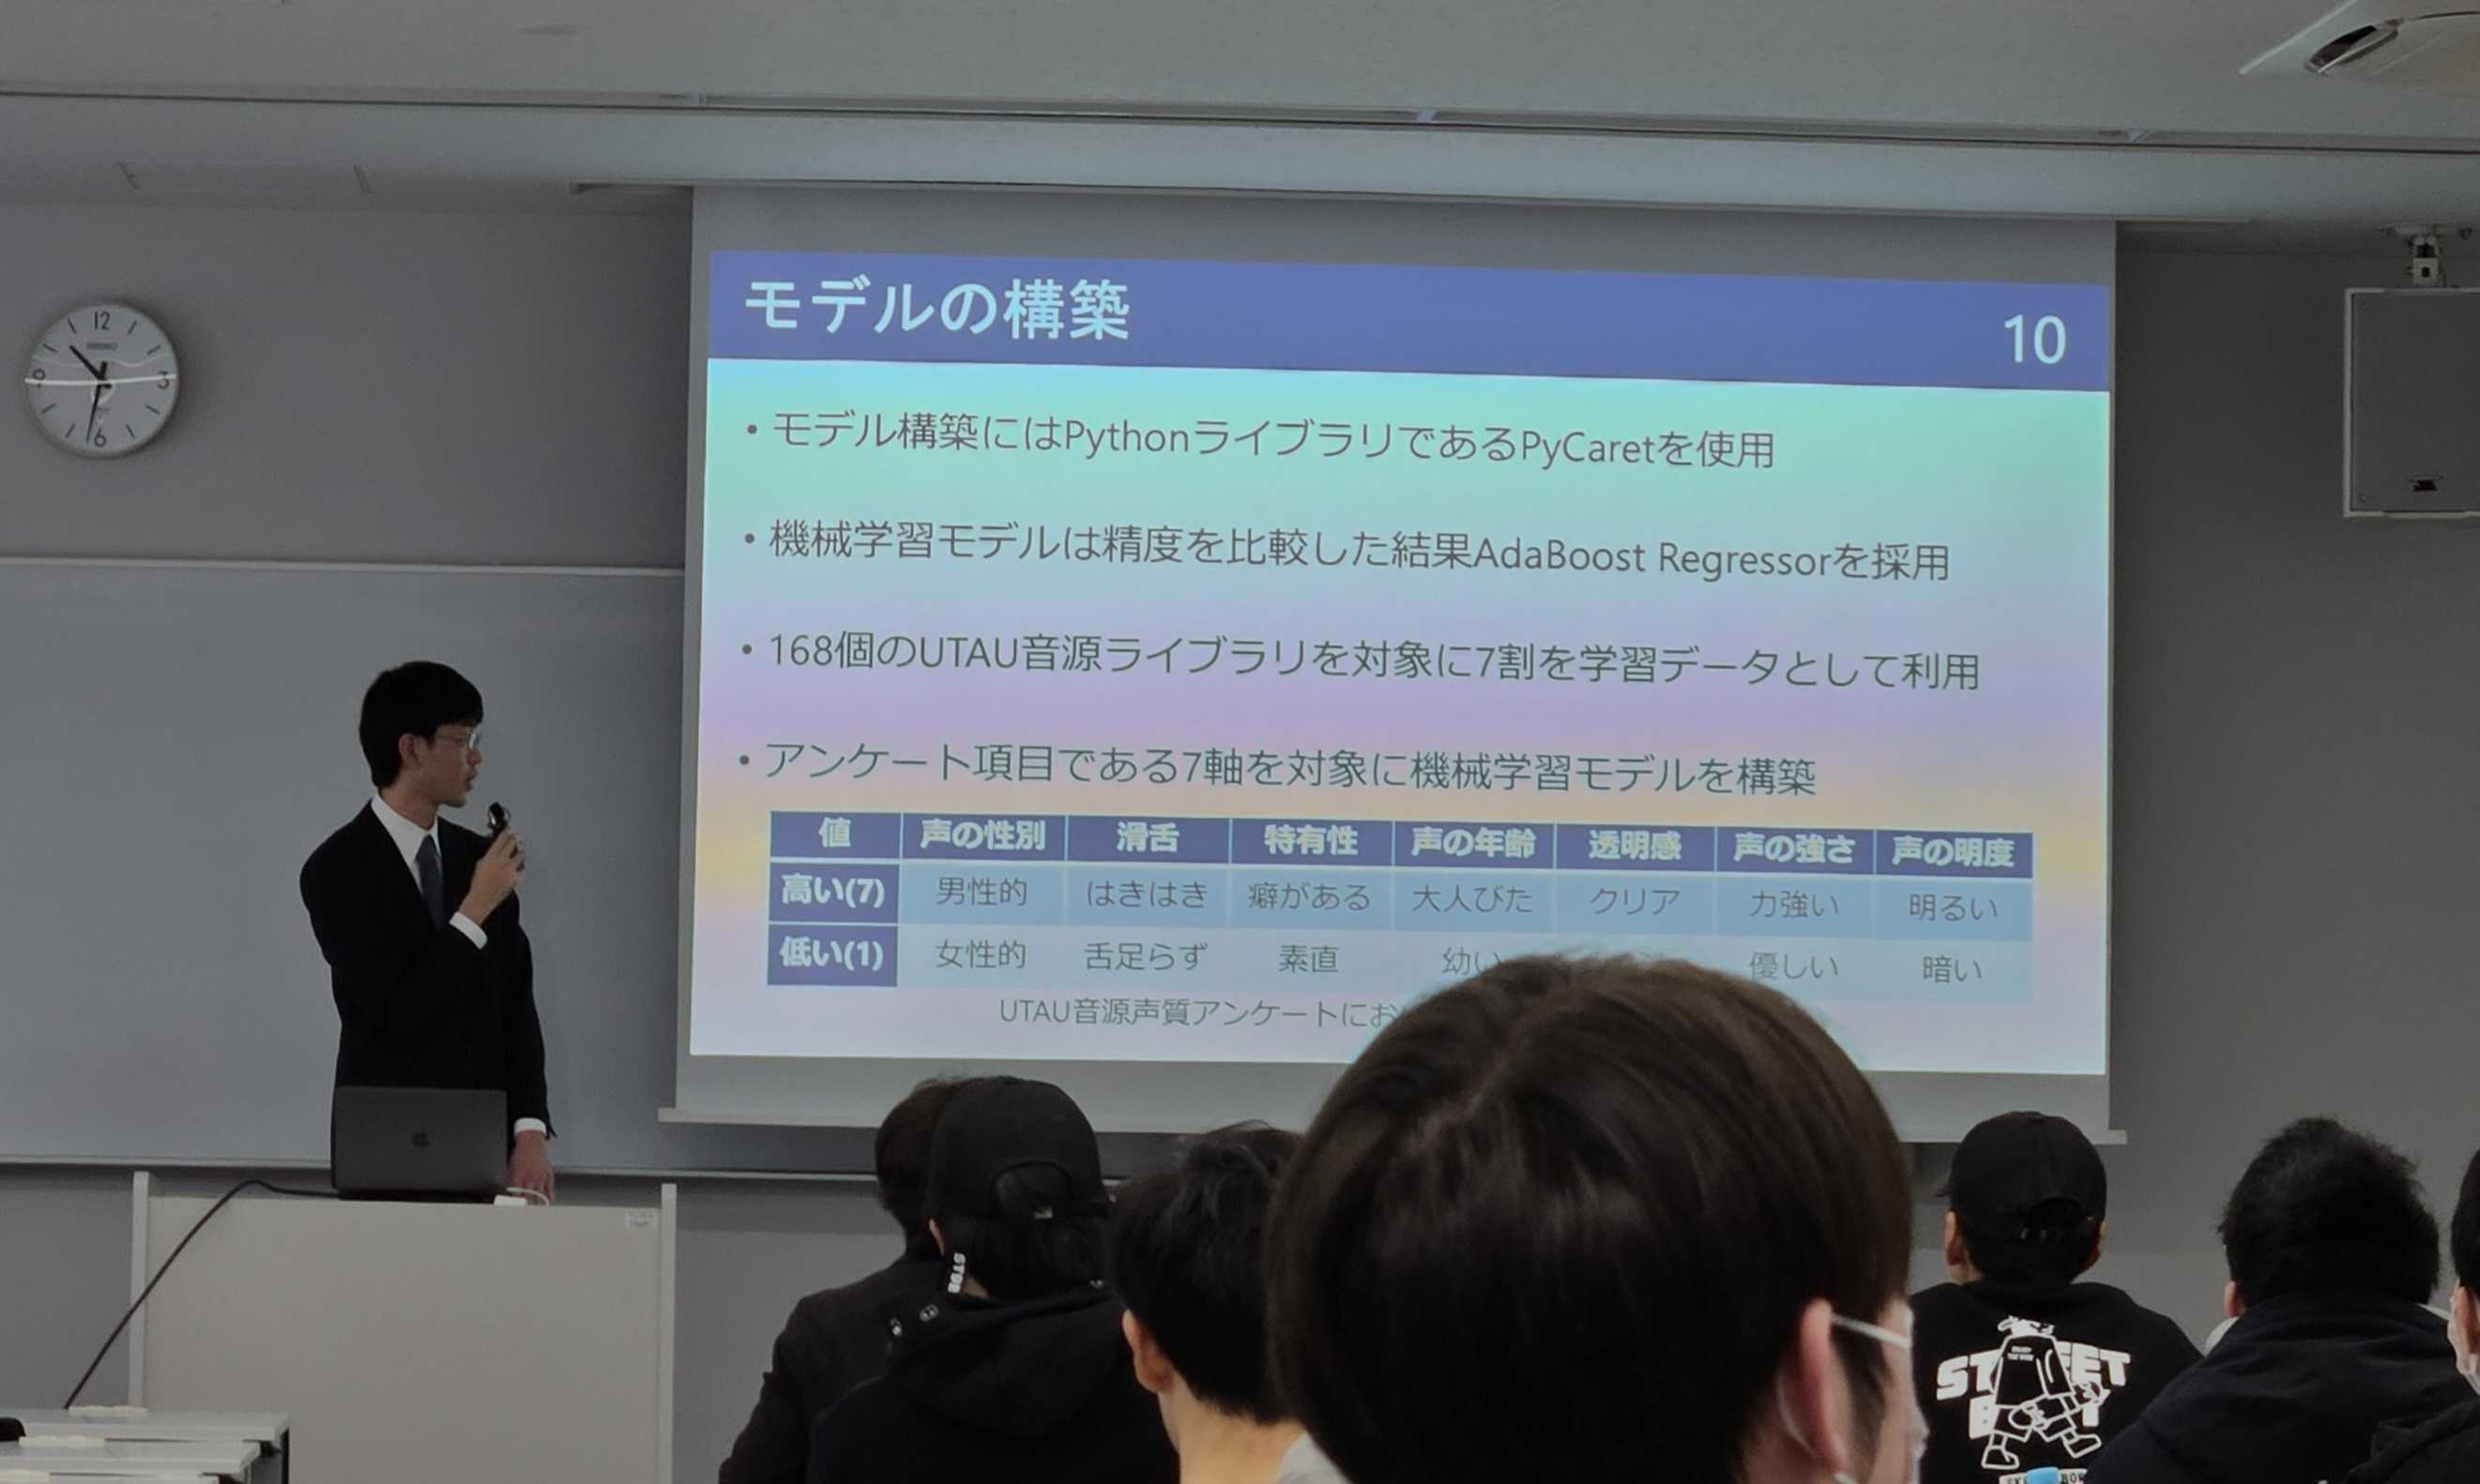 モデルの構築
10
・モデル構築にはPythonライブラリであるPyCaretを使用
・機械学習モデルは精度を比較した結果AdaBoost Regressorを採用
・168個のUTAU音源ライブラリを対象に7割を学習データとして利用
・アンケート項目である7軸を対象に機械学習モデルを構築
値 声の性別 滑舌 特有性 声の年齢 透明感 声の強さ 声の明度
高い(7) 男性的 はきはき 癖がある 大人びた クリア 力強い 明るい
低い(1) 女性的 舌足らず 素直 幼い 優しい 暗い
UTAU音源声質アンケートにお
12
3
6
9
SEIKO